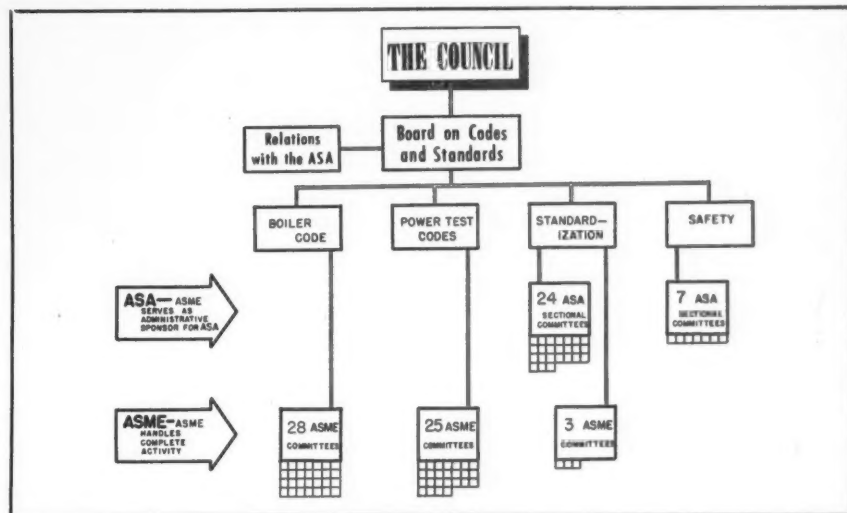 THE COUNCIL
Relations
with the ASA
Board on Codes
and Standards
BOILER
CODE
POWER TEST
CODES
STANDARD—
IZATION
SAFETY
ASA—ASME
SERVES AS
ADMINISTRATIVE
SPONSOR FOR ASA
24 ASA
SECTIONAL
COMMITTEES
7 ASA
SECTIONAL
COMMITTEES
ASME—ASME
HANDLES
COMPLETE
ACTIVITY
28 ASME
COMMITTEES
25 ASME
COMMITTEES
3 ASME
COMMITTEES